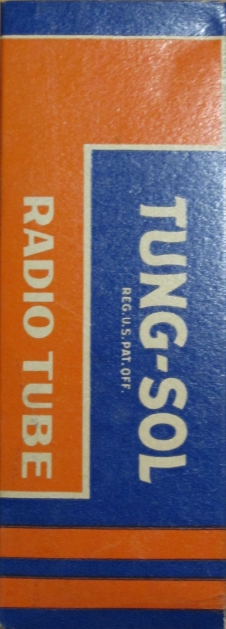 TUNG-SOL
REG. U.S. PAT. OFF.
RADIO TUBE